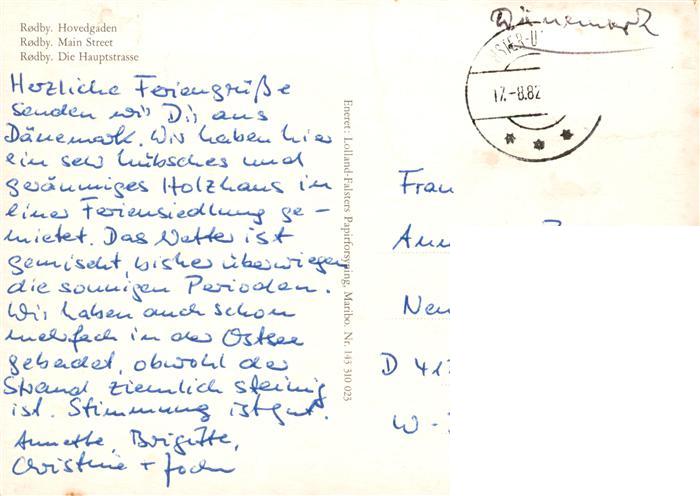 Rødby. Hovedgaden
Rødby. Main Street
Rødby. Die Hauptstrasse
Herzliche Feriengrüße
senden wir Dir aus
Dänemark. Wir haben hier
ein sehr hübsches und
geräumiges Holzhaus in
einer Feriensiedlung ge-
mietet. Das Wetter ist
gemischt, bisher überwiegen
die sonnigen Perioden.
Wir haben auch schon
mehrfach in der Ostsee
gebadet, obwohl der
Strand ziemlich steinig
ist. Stimmung ist gut.
Annette, Brigitte,
Christine + Jochen
Eneret: Lolland-Falsters Papirforsyning, Maribo. Nr. 143 310 023
Dänemark
17.-8.82
Frau
D 41
W-